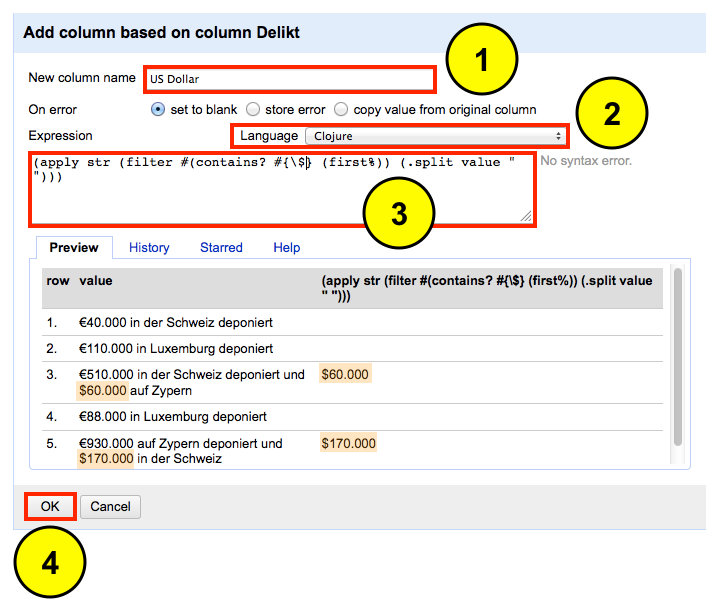 Add column based on column Delikt
1
New column name US Dollar
2
On error set to blank store error copy value from original column
Expression Language Clojure
(apply str (filter #(contains? #{\$} (first%)) (.split value "
")))
No syntax error.
3
Preview History Starred Help
row value (apply str (filter #(contains? #{\$} (first%)) (.split value
" ")))
1. €40.000 in der Schweiz deponiert
2. €110.000 in Luxemburg deponiert
3. €510.000 in der Schweiz deponiert und $60.000
$60.000 auf Zypern
4. €88.000 in Luxemburg deponiert
5. €930.000 auf Zypern deponiert und $170.000
$170.000 in der Schweiz
OK Cancel
4